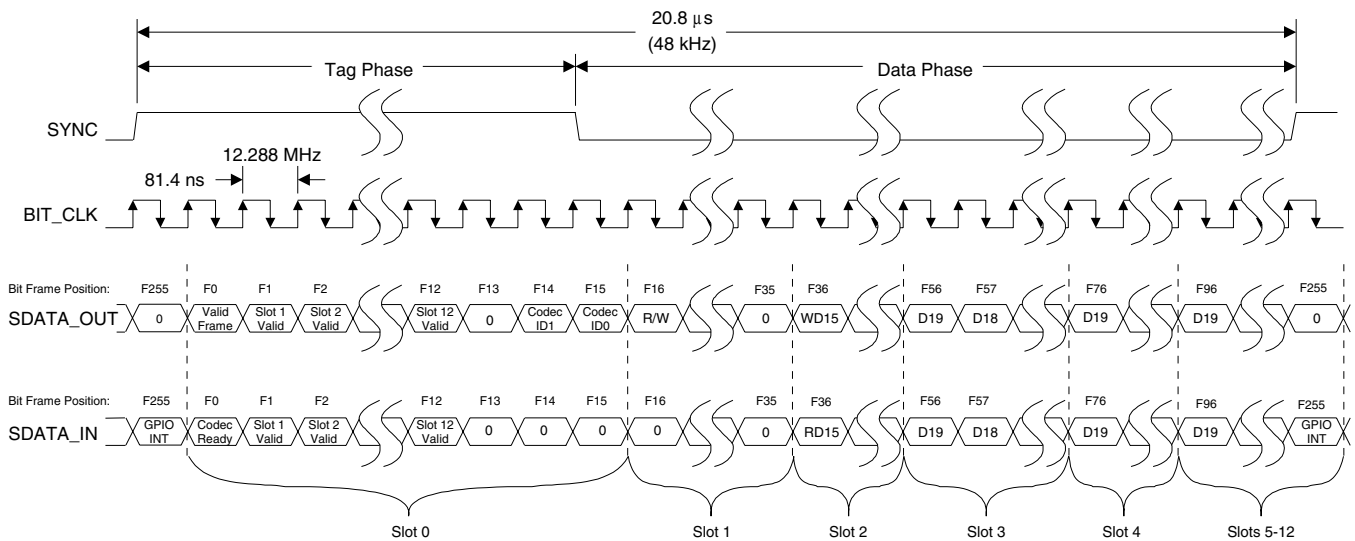 20.8 μs
(48 kHz)
Tag Phase
Data Phase
SYNC
12.288 MHz
81.4 ns
BIT_CLK
Bit Frame Position: F255 F0 F1 F2 F12 F13 F14 F15 F16 F35 F36 F56 F57 F76 F96 F255
SDATA_OUT 0 Valid Frame Slot 1 Valid Slot 2 Valid Slot 12 Valid 0 Codec ID1 Codec ID0 R/W 0 WD15 D19 D18 D19 D19 0
Bit Frame Position: F255 F0 F1 F2 F12 F13 F14 F15 F16 F35 F36 F56 F57 F76 F96 F255
SDATA_IN GPIO INT Codec Ready Slot 1 Valid Slot 2 Valid Slot 12 Valid 0 0 0 0 0 RD15 D19 D18 D19 D19 GPIO INT
Slot 0 Slot 1 Slot 2 Slot 3 Slot 4 Slots 5-12